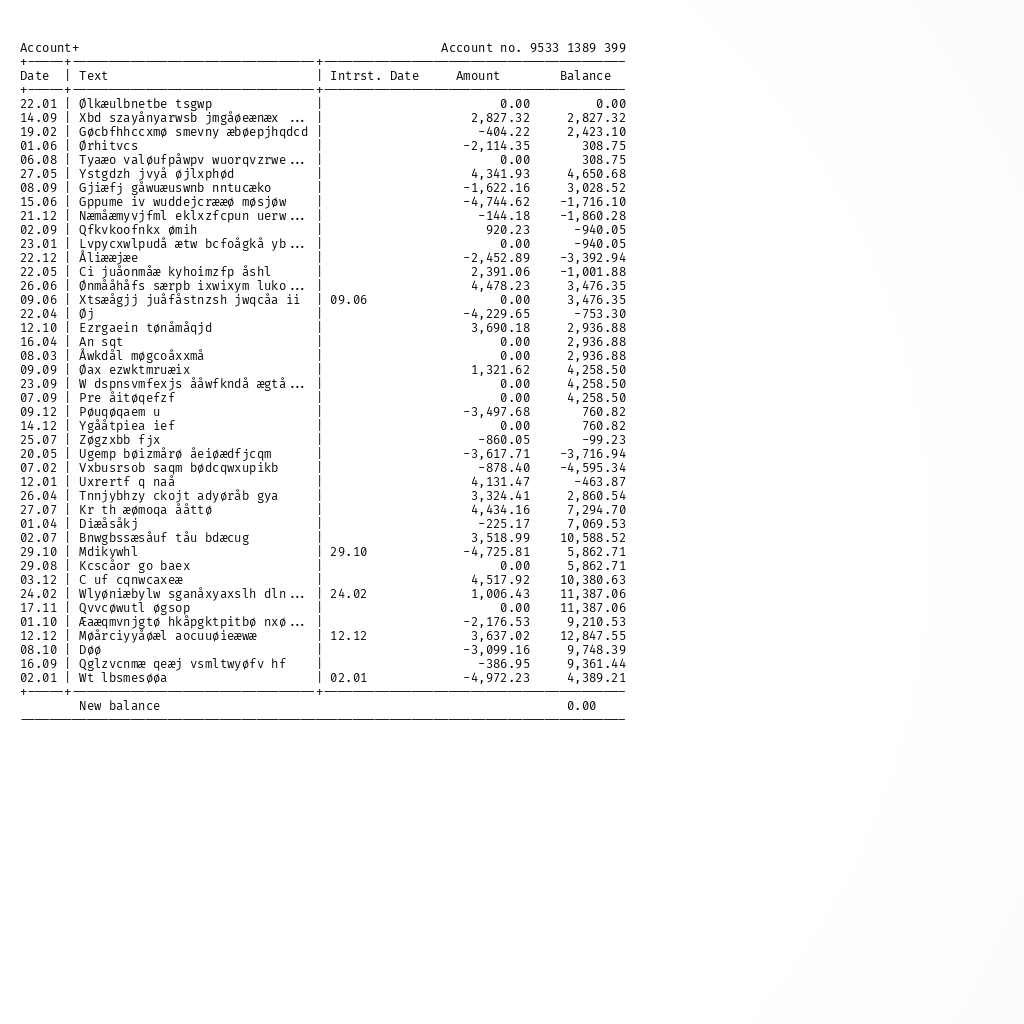 Account+ Account no. 9533 1389 399
Date | Text | Intrst. Date Amount Balance
22.01 | Ølkæulbnetbe tsgwp | 0.00 0.00
14.09 | Xbd szayånyarwsb jmgåøeænæx ... | 2,827.32 2,827.32
19.02 | Gøcbfhhccxmø smevny æbøepjhqdcd | -404.22 2,423.10
01.06 | Ørhitvcs | -2,114.35 308.75
06.08 | Tyaæo valøufpåwpv wuorqvzrwe... | 0.00 308.75
27.05 | Ystgdzh jvyå øjlxphød | 4,341.93 4,650.68
08.09 | Gjiæfj gåwuæuswnb nntucæko | -1,622.16 3,028.52
15.06 | Gppume iv wuddejcrææø møsjøw | -4,744.62 -1,716.10
21.12 | Næmåæmyvjfml eklxzfcpun uerw... | -144.18 -1,860.28
02.09 | Qfkvkoofnkx ømih | 920.23 -940.05
23.01 | Lvpycxwlpudå ætw bcfoågkå yb... | 0.00 -940.05
22.12 | Åliææjæe | -2,452.89 -3,392.94
22.05 | Ci juåonmåæ kyhoimzfp åshl | 2,391.06 -1,001.88
26.06 | Ønmååhåfs særpb ixwixym luko... | 4,478.23 3,476.35
09.06 | Xtsæågjj juåfåstnzsh jwqcåa ii | 09.06 0.00 3,476.35
22.04 | Øj | -4,229.65 -753.30
12.10 | Ezrgaein tønåmåqjd | 3,690.18 2,936.88
16.04 | An sqt | 0.00 2,936.88
08.03 | Åwkdål møgcoåxxmå | 0.00 2,936.88
09.09 | Øax ezwktmruæix | 1,321.62 4,258.50
23.09 | W dspnsvmfexjs ååwfkndå ægtå... | 0.00 4,258.50
07.09 | Pre åitøqefzf | 0.00 4,258.50
09.12 | Pøuqøqaem u | -3,497.68 760.82
14.12 | Ygååtpiea ief | 0.00 760.82
25.07 | Zøgzxbb fjx | -860.05 -99.23
20.05 | Ugemp bøizmårø åeiøædfjcqm | -3,617.71 -3,716.94
07.02 | Vxbusrsob saqm bødcqwxupikb | -878.40 -4,595.34
12.01 | Uxrertf q naå | 4,131.47 -463.87
26.04 | Tnnjybhzy ckojt adyøråb gya | 3,324.41 2,860.54
27.07 | Kr th æømoqa ååttø | 4,434.16 7,294.70
01.04 | Diæåsåkj | -225.17 7,069.53
02.07 | Bnwgbssæsåuf tåu bdæcug | 3,518.99 10,588.52
29.10 | Mdikywhl | 29.10 -4,725.81 5,862.71
29.08 | Kcscåor go baex | 0.00 5,862.71
03.12 | C uf cqnwcaxeæ | 4,517.92 10,380.63
24.02 | Wlyøniæbylw sganåxyaxslh dln... | 24.02 1,006.43 11,387.06
17.11 | Qvvcøwutl øgsop | 0.00 11,387.06
01.10 | Æaæqmvnjgtø hkåpgktpitbø nxø... | -2,176.53 9,210.53
12.12 | Møårciyyåøæl aocuuøieæwæ | 12.12 3,637.02 12,847.55
08.10 | Døø | -3,099.16 9,748.39
16.09 | Qglzvcnmæ qeæj vsmltwyøfv hf | -386.95 9,361.44
02.01 | Wt lbsmesøøa | 02.01 -4,972.23 4,389.21
New balance 0.00